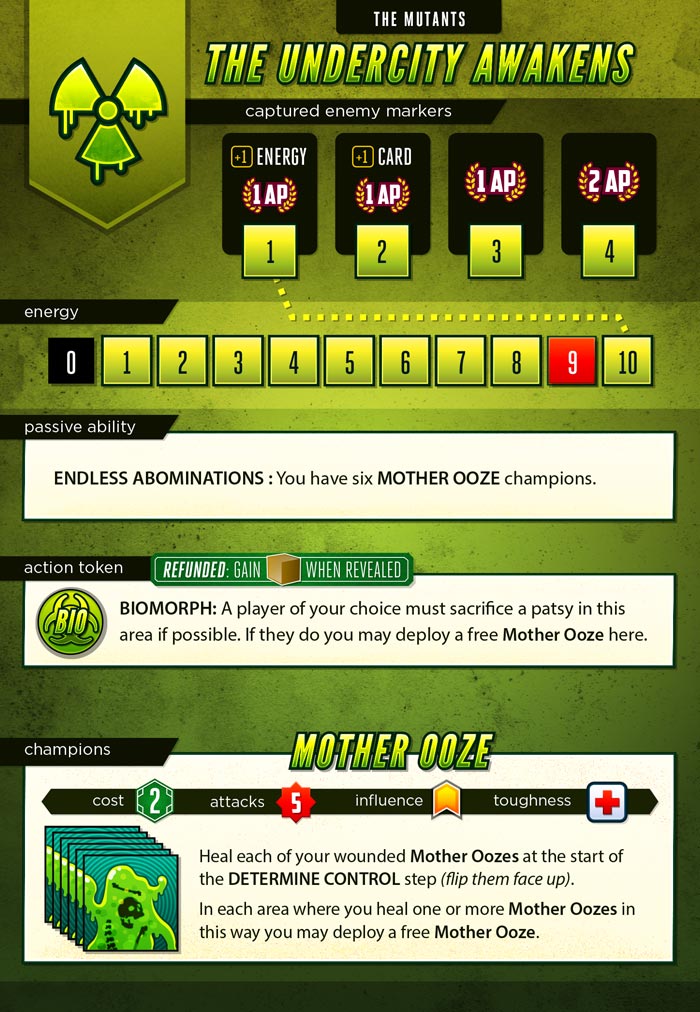 THE MUTANTS
THE UNDERCITY AWAKENS
captured enemy markers
+1 ENERGY
1 AP
1
+1 CARD
1 AP
2
1 AP
3
2 AP
4
energy
0 1 2 3 4 5 6 7 8 9 10
passive ability
ENDLESS ABOMINATIONS : You have six MOTHER OOZE champions.
action token
REFUNDED: GAIN WHEN REVEALED
BIO
BIOMORPH: A player of your choice must sacrifice a patsy in this
area if possible. If they do you may deploy a free Mother Ooze here.
champions
MOTHER OOZE
cost 2 attacks 5 influence toughness
Heal each of your wounded Mother Oozes at the start of
the DETERMINE CONTROL step (flip them face up).
In each area where you heal one or more Mother Oozes in
this way you may deploy a free Mother Ooze.